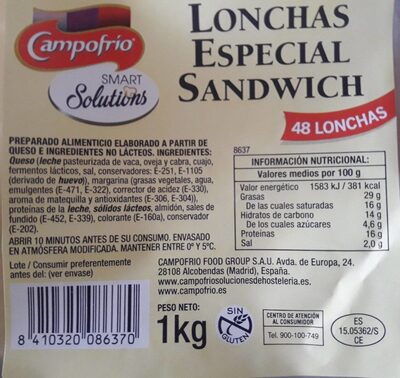 Campofrio
SMART
Solutions
LONCHAS
ESPECIAL
SANDWICH
48 LONCHAS
PREPARADO ALIMENTICIO ELABORADO A PARTIR DE
QUESO E INGREDIENTES NO LÁCTEOS. INGREDIENTES:
Queso (leche pasteurizada de vaca, oveja y cabra, cuajo,
fermentos lácticos, sal, conservadores: E-251, E-1105
(derivado de huevo)), margarina (grasas vegetales, agua,
emulgentes (E-471, E-322), corrector de acidez (E-330),
aroma de matequilla y antioxidantes (E-306, E-304)),
proteínas de la leche, sólidos lácteos, almidón, sales de
fundido (E-452, E-339), colorante (E-160a), conservador
(E-202).
ABRIR 10 MINUTOS ANTES DE SU CONSUMO. ENVASADO
EN ATMÓSFERA MODIFICADA. MANTENER ENTRE 0º Y 5ºC.
8637
INFORMACIÓN NUTRICIONAL:
Valores medios por 100 g
Valor energético 1583 kJ / 381 kcal
Grasas 29 g
De las cuales saturadas 16 g
Hidratos de carbono 14 g
De los cuales azúcares 4,6 g
Proteinas 16 g
Sal 2,0 g
Lote / Consumir preferentemente
antes del: (ver envase)
CAMPOFRIO FOOD GROUP S.A.U. Avda. de Europa, 24.
28108 Alcobendas (Madrid), España.
www.campofriosolucionesdehosteleria.es.
www.campofrio.es
8 410320 086370
PESO NETO:
1kg
SIN
GLUTEN
CENTRO DE ATENCIÓN
AL CONSUMIDOR
Tel. 900-100-749
ES
15.05362/S
CE